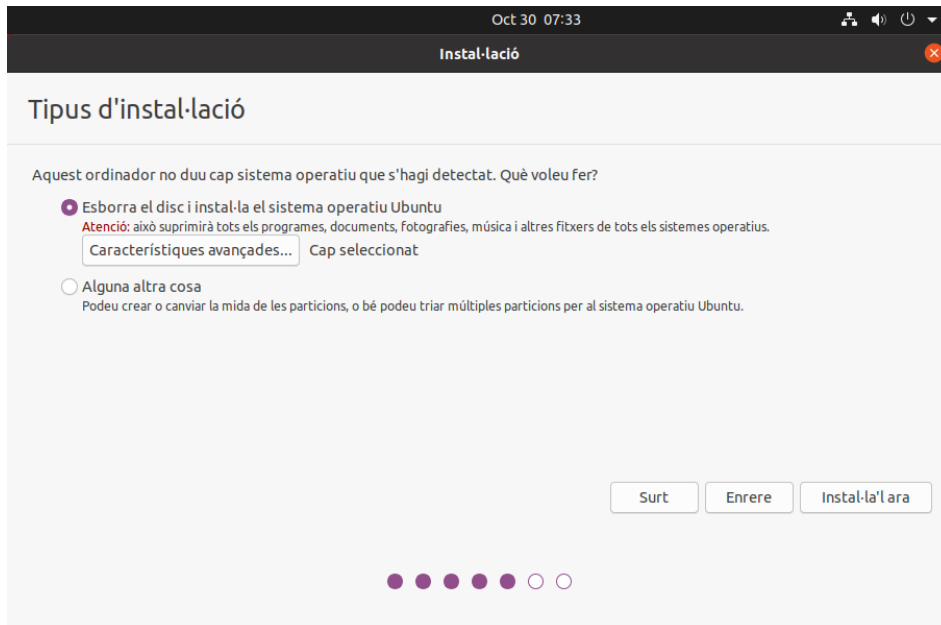 Oct 30 07:33
Instal·lació
Tipus d'instal·lació
Aquest ordinador no duu cap sistema operatiu que s'hagi detectat. Què voleu fer?
Esborra el disc i instal·la el sistema operatiu Ubuntu
Atenció: això suprimirà tots els programes, documents, fotografies, música i altres fitxers de tots els sistemes operatius.
Característiques avançades... Cap seleccionat
Alguna altra cosa
Podeu crear o canviar la mida de les particions, o bé podeu triar múltiples particions per al sistema operatiu Ubuntu.
Surt Enrere Instal·la'l ara